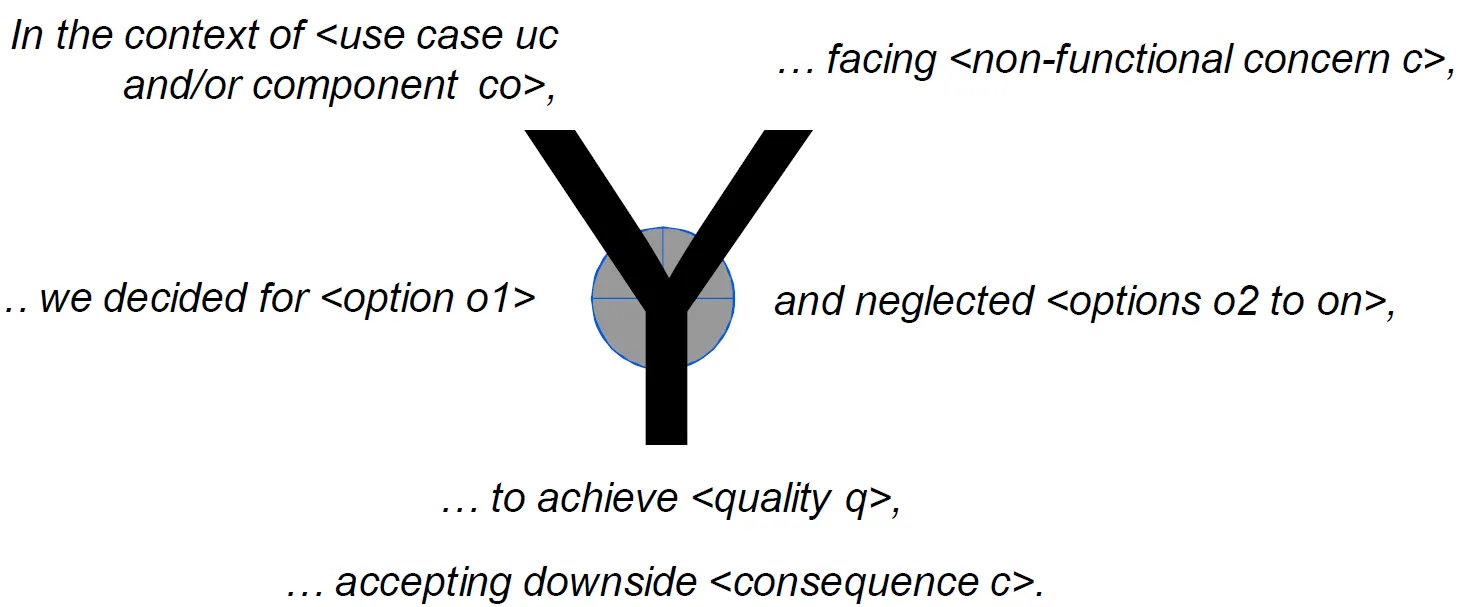 In the context of <use case uc
and/or component co>,
… facing <non-functional concern c>,
.. we decided for <option o1>
and neglected <options o2 to on>,
… to achieve <quality q>,
… accepting downside <consequence c>.